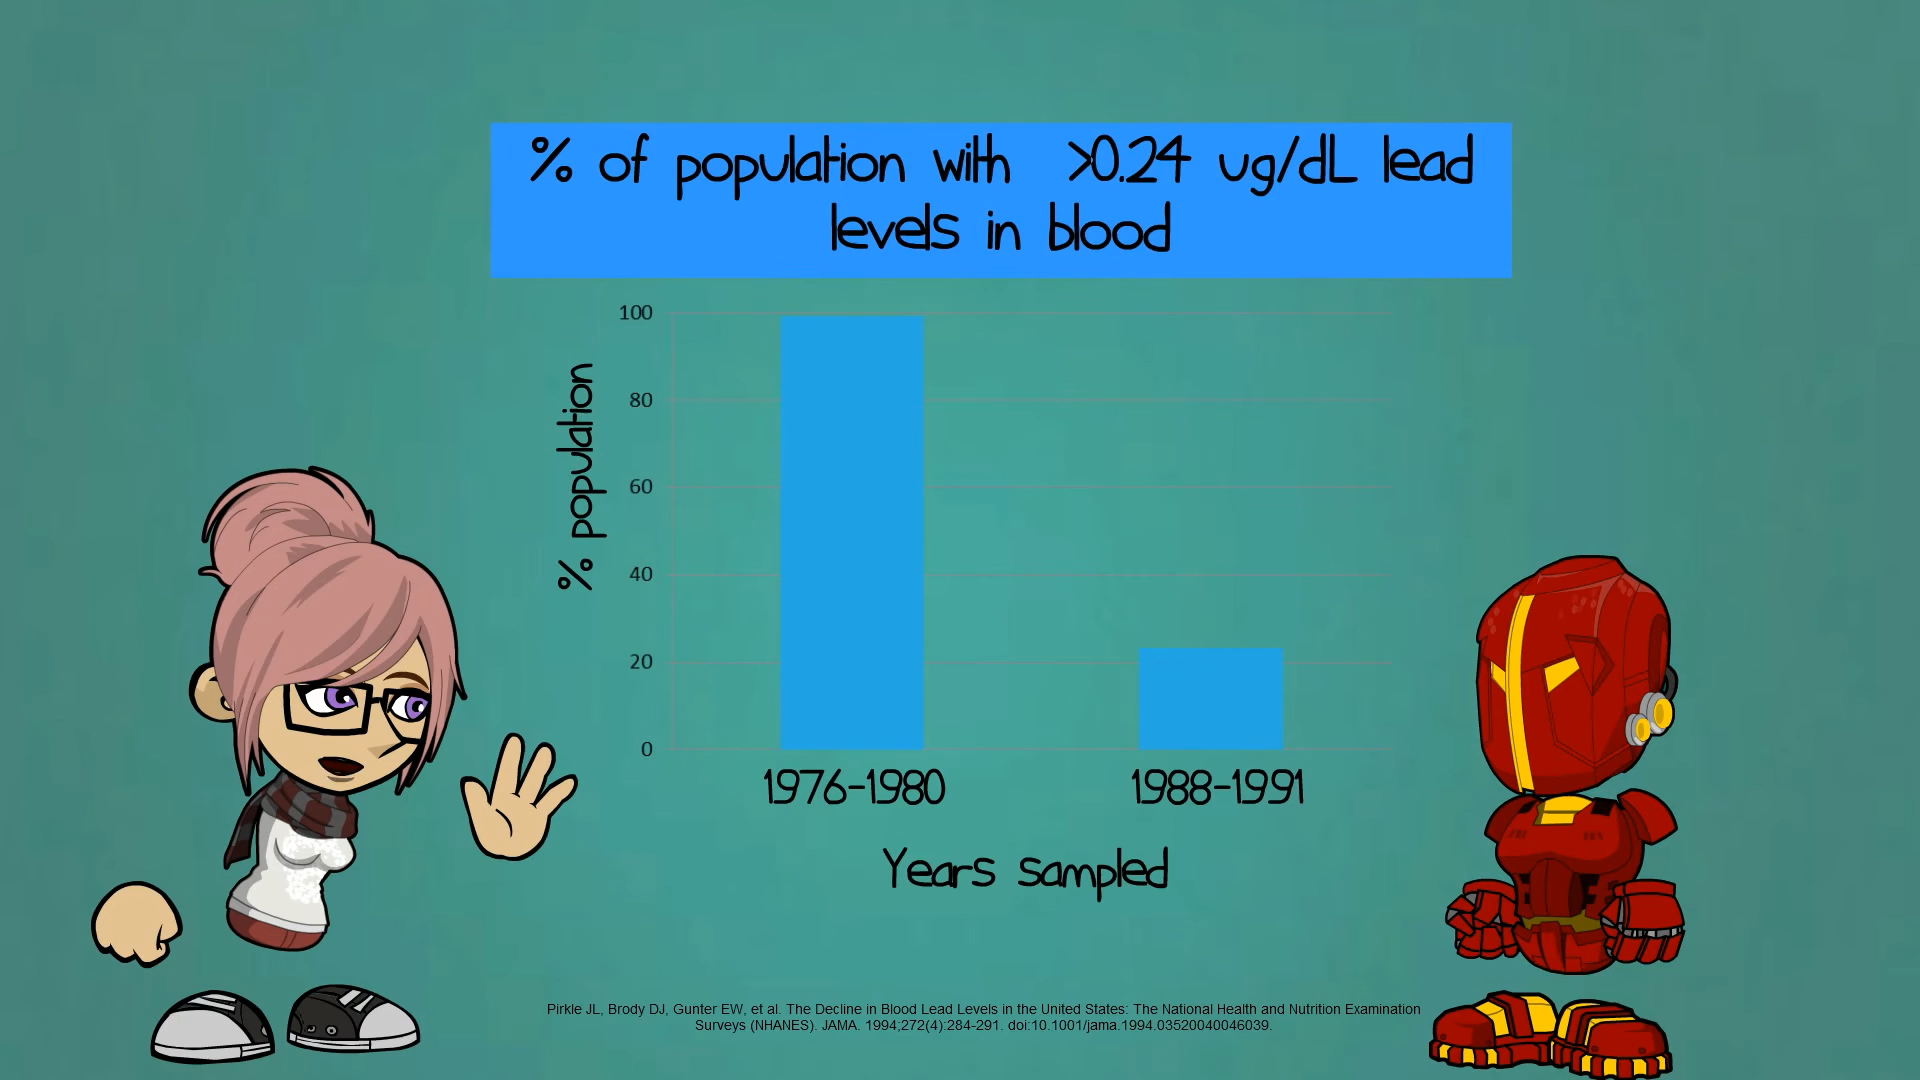 % of population with >0.24 ug/dL lead
levels in blood
100
80
60
40
20
0
% population
1976-1980
1988-1991
Years sampled
Pirkle JL, Brody DJ, Gunter EW, et al. The Decline in Blood Lead Levels in the United States: The National Health and Nutrition Examination
Surveys (NHANES). JAMA. 1994;272(4):284-291. doi:10.1001/jama.1994.03520040046039.